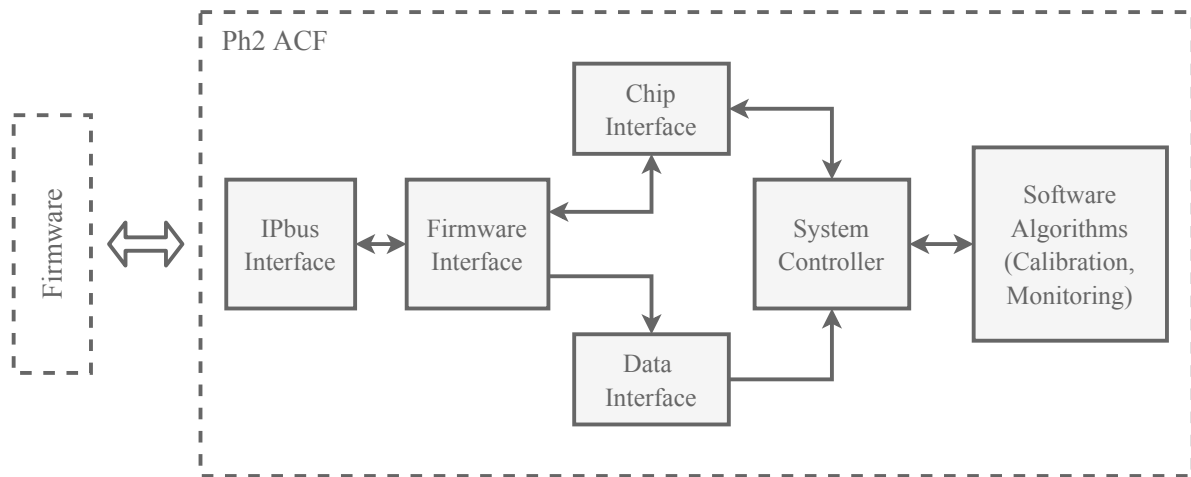 Ph2 ACF
Firmware
IPbus
Interface
Firmware
Interface
Chip
Interface
Data
Interface
System
Controller
Software
Algorithms
(Calibration,
Monitoring)